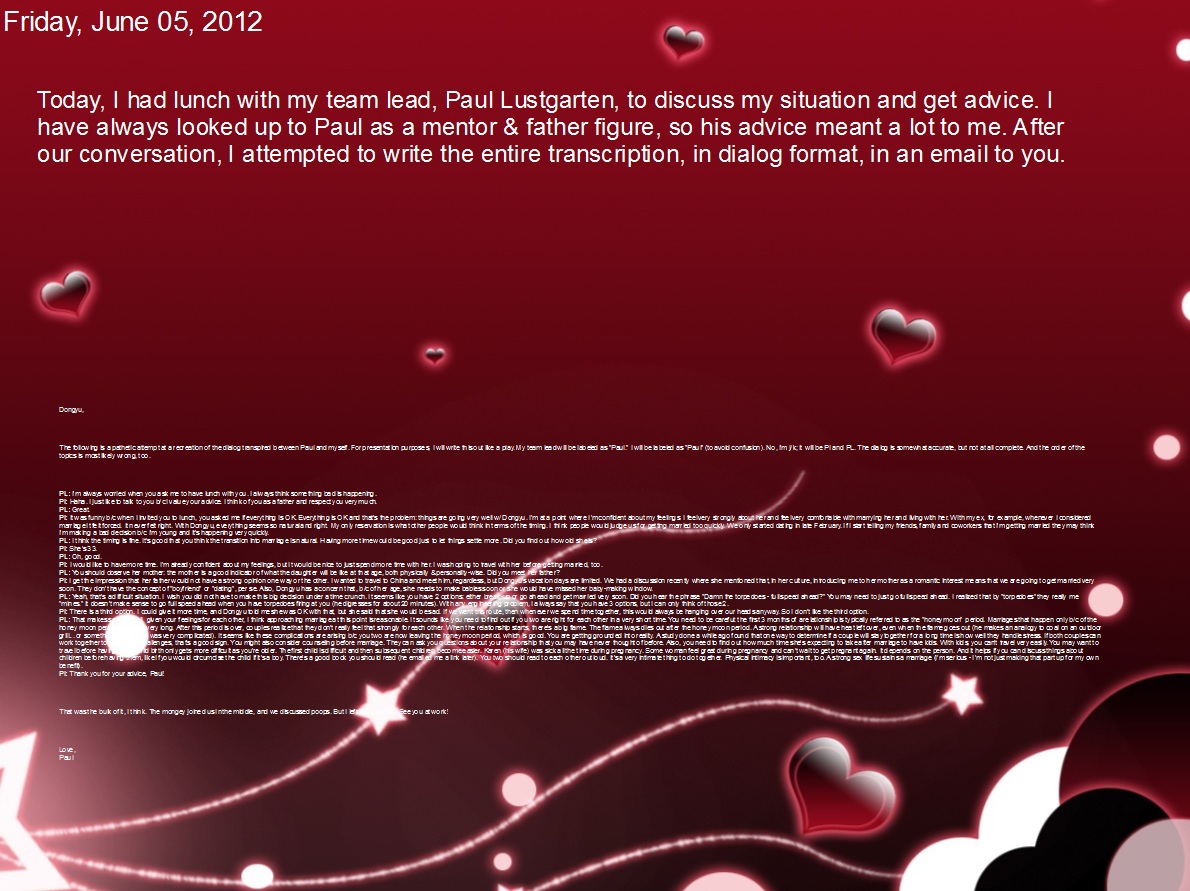 Friday, June 05, 2012
Today, I had lunch with my team lead, Paul Lustgarten, to discuss my situation and get advice. I
have always looked up to Paul as a mentor & father figure, so his advice meant a lot to me. After
our conversation, I attempted to write the entire transcription, in dialog format, in an email to you.
Dongyu,
The following is a pathetic attempt at a recreation of the dialog transpired between Paul and myself. For presentation purposes, I will write this out like a play. My team lead will be labeled as "Paul." I will be labeled as "Paul" (to avoid confusion). No, I'm j/k; it will be PI and PL. The dialog is somewhat accurate, but not at all complete. And the order of the
topics is most likely wrong, too.
PL: I'm always worried when you ask me to have lunch with you. I always think something bad is happening.
PI: Haha. I just like to talk to you b/c I value your advice. I think of you as a father and respect you very much.
PL: Great.
PI: It was funny b/c when I invited you to lunch, you asked me if everything is OK. Everything is OK and that's the problem: things are going very well w/ Dongyu. I'm at a point where I'm confident about my feelings. I feel very strongly about her and feel very comfortable with marrying her and living with her. With my ex, for example, whenever I considered
marriage it felt forced. It never felt right. With Dongyu, everything seems so natural and right. My only reservation is what other people would think in terms of the timing. I think people would judge us for getting married too quickly. We only started dating in late February. If I start telling my friends, family and coworkers that I'm getting married they may think
I'm making a bad decision b/c I'm young and it's happening very quickly.
PL: I think the timing is fine. It's good that you think the transition into marriage is natural. Having more time would be good just to let things settle more. Did you find out how old she is?
PI: She's 33.
PL: Oh, good.
PI: I would like to have more time. I'm already confident about my feelings, but it would be nice to just spend more time with her. I was hoping to travel with her before getting married, too.
PL: You should observe her mother: the mother is a good indicator of what the daughter will be like at that age, both physically & personality-wise. Did you meet her father?
PI: I get the impression that her father would not have a strong opinion one way or the other. I wanted to travel to China and meet him, regardless, but Dongyu's vacation days are limited. We had a discussion recently where she mentioned that, in her culture, introducing me to her mother as a romantic interest means that we are going to get married very
soon. They don't have the concept of "boyfriend" or "dating", per se. Also, Dongyu has a concern that, b/c of her age, she needs to make babies soon or she would have missed her baby-making window.
PL: Yeah, that's a difficult situation. I wish you did not have to make this big decision under a time crunch. It seems like you have 2 options: either break up or go ahead and get married very soon. Did you hear the phrase "Damn the torpedoes - full speed ahead?" You may need to just go full speed ahead. I realized that by "torpedoes" they really me
"mines." It doesn't make sense to go full speed ahead when you have torpedoes firing at you (he digresses for about 20 minutes). With any engineering problem, I always say that you have 3 options, but I can only think of those 2.
PI: There is a third option. I could give it more time, and Dongyu told me she was OK with that, but she said that she would be sad. If we went this route, then whenever we spend time together, this would always be hanging over our heads anyway. So I don't like the third option.
PL: That makes given your feelings for each other, I think approaching marriage at this point is reasonable. It sounds like you need to find out if you two are right for each other in a very short time. You need to be careful: the first 3 months of a relationship is typically referred to as the "honeymoon" period. Marriages that happen only b/c of the
honeymoon very long. After this period is over, couples realize that they don't really feel that strongly for each other. When the relationship starts, there's a big flame. The flame always dies out after the honeymoon period. A strong relationship will have heat left over, even when the flame goes out (he makes an analogy to coal on an outdoor
grill.. or was very complicated). It seems like these complications are arising b/c you two are now leaving the honeymoon period, which is good. You are getting grounded into reality. A study done a while ago found that one way to determine if a couple will stay together for a long time is how well they handle stress. If both couples can
work together challenges, that's a good sign. You might also consider counseling before marriage. They can ask you questions about your relationship that you may have never thought of before. Also, you need to find out how much time she's expecting to take after marriage to have kids. With kids, you can't travel very easily. You may want to
travel before birth only gets more difficult as you're older. The first child is difficult and then subsequent children become easier. Karen (his wife) was sick all the time during pregnancy. Some woman feel great during pregnancy and can't wait to get pregnant again. It depends on the person. And it helps if you can discuss things about
children before having them, like if you would circumcise the child if it's a boy. There's a good book you should read (he emailed me a link later). You two should read to each other out loud. It's a very intimate thing to do together. Physical intimacy is important, too. A strong sex life sustains a marriage (I'm serious - I'm not just making that part up for my own
benefit).
PI: Thank you for your advice, Paul!
That was the bulk of it, I think. The mongey joined us in the middle, and we discussed poops. But I See you at work!
Love,
Paul